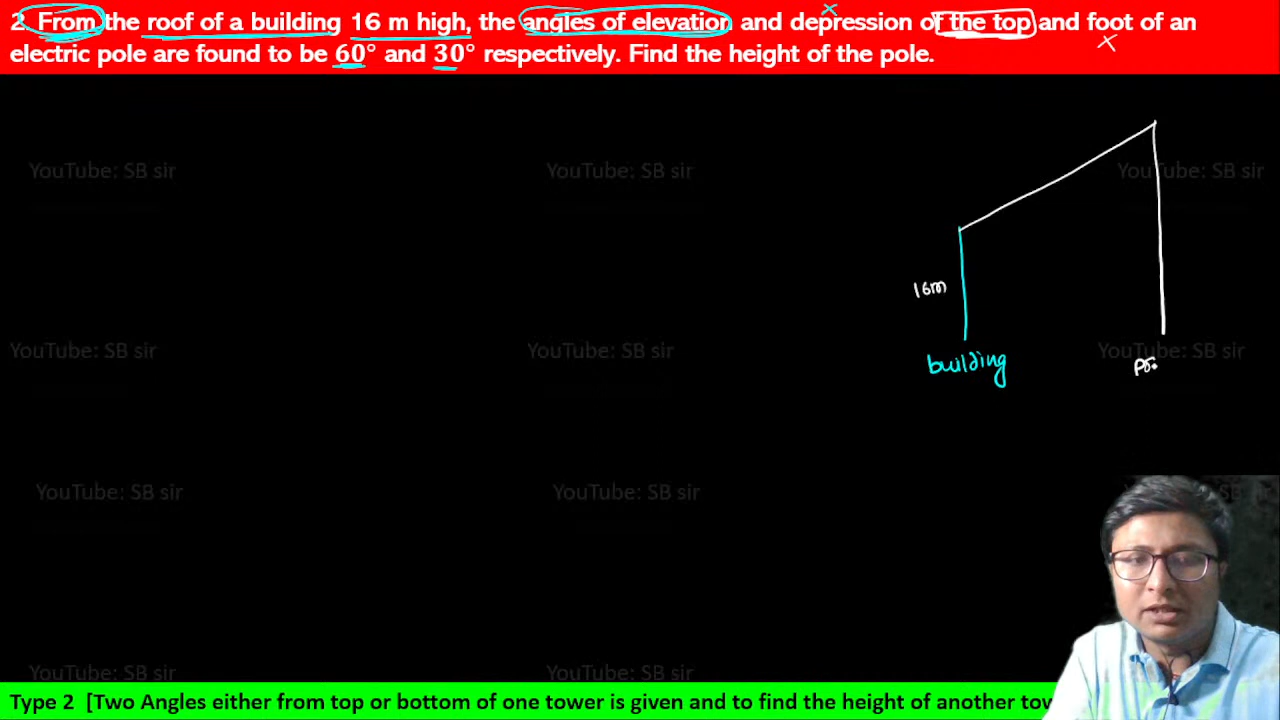 2. From the roof of a building 16 m high, the angles of elevation and depression of the top and foot of an
electric pole are found to be 60° and 30° respectively. Find the height of the pole.
YouTube: SB sir YouTube: SB sir YouTube: SB sir
16m
YouTube: SB sir YouTube: SB sir YouTube: SB sir
building
YouTube: SB sir YouTube: SB sir
YouTube: SB sir YouTube: SB sir
Type 2 [Two Angles either from top or bottom of one tower is given and to find the height of another